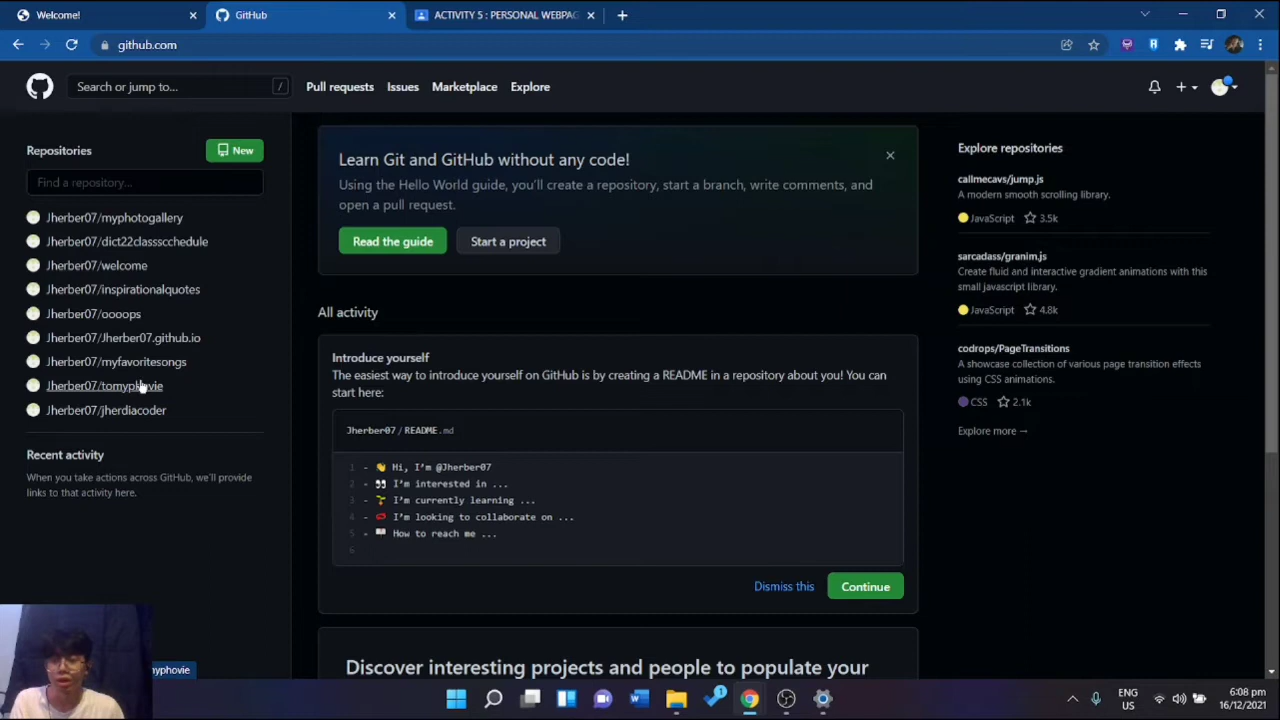 Welcome!
GitHub
ACTIVITY 5 : PERSONAL WEBPAG
github.com
Search or jump to...
/
Pull requests
Issues
Marketplace
Explore
Repositories
New
Find a repository...
Jherber07/myphotogallery
Jherber07/dict22classscchedule
Jherber07/welcome
Jherber07/inspirationalquotes
Jherber07/oooops
Jherber07/Jherber07.github.io
Jherber07/myfavoritesongs
Jherber07/tomyphovie
Jherber07/jherdiacoder
Recent activity
When you take actions across GitHub, we'll provide
links to that activity here.
Learn Git and GitHub without any code!
Using the Hello World guide, you'll create a repository, start a branch, write comments, and
open a pull request.
Read the guide
Start a project
All activity
Introduce yourself
The easiest way to introduce yourself on GitHub is by creating a README in a repository about you! You can
start here:
Jherber07 / README.md
1 - 👋 Hi, I'm @Jherber07
2 - 👀 I'm interested in ...
3 - 🌱 I'm currently learning ...
4 - 💞️ I'm looking to collaborate on ...
5 - 📫 How to reach me ...
6
Dismiss this
Continue
Discover interesting projects and people to populate your
Explore repositories
callmecavs/jump.js
A modern smooth scrolling library.
JavaScript 3.5k
sarcadass/granim.js
Create fluid and interactive gradient animations with this
small javascript library.
JavaScript 4.8k
codrops/PageTransitions
A showcase collection of various page transition effects
using CSS animations.
CSS 2.1k
Explore more →
myphovie
1
ENG
US
6:08 pm
16/12/2021